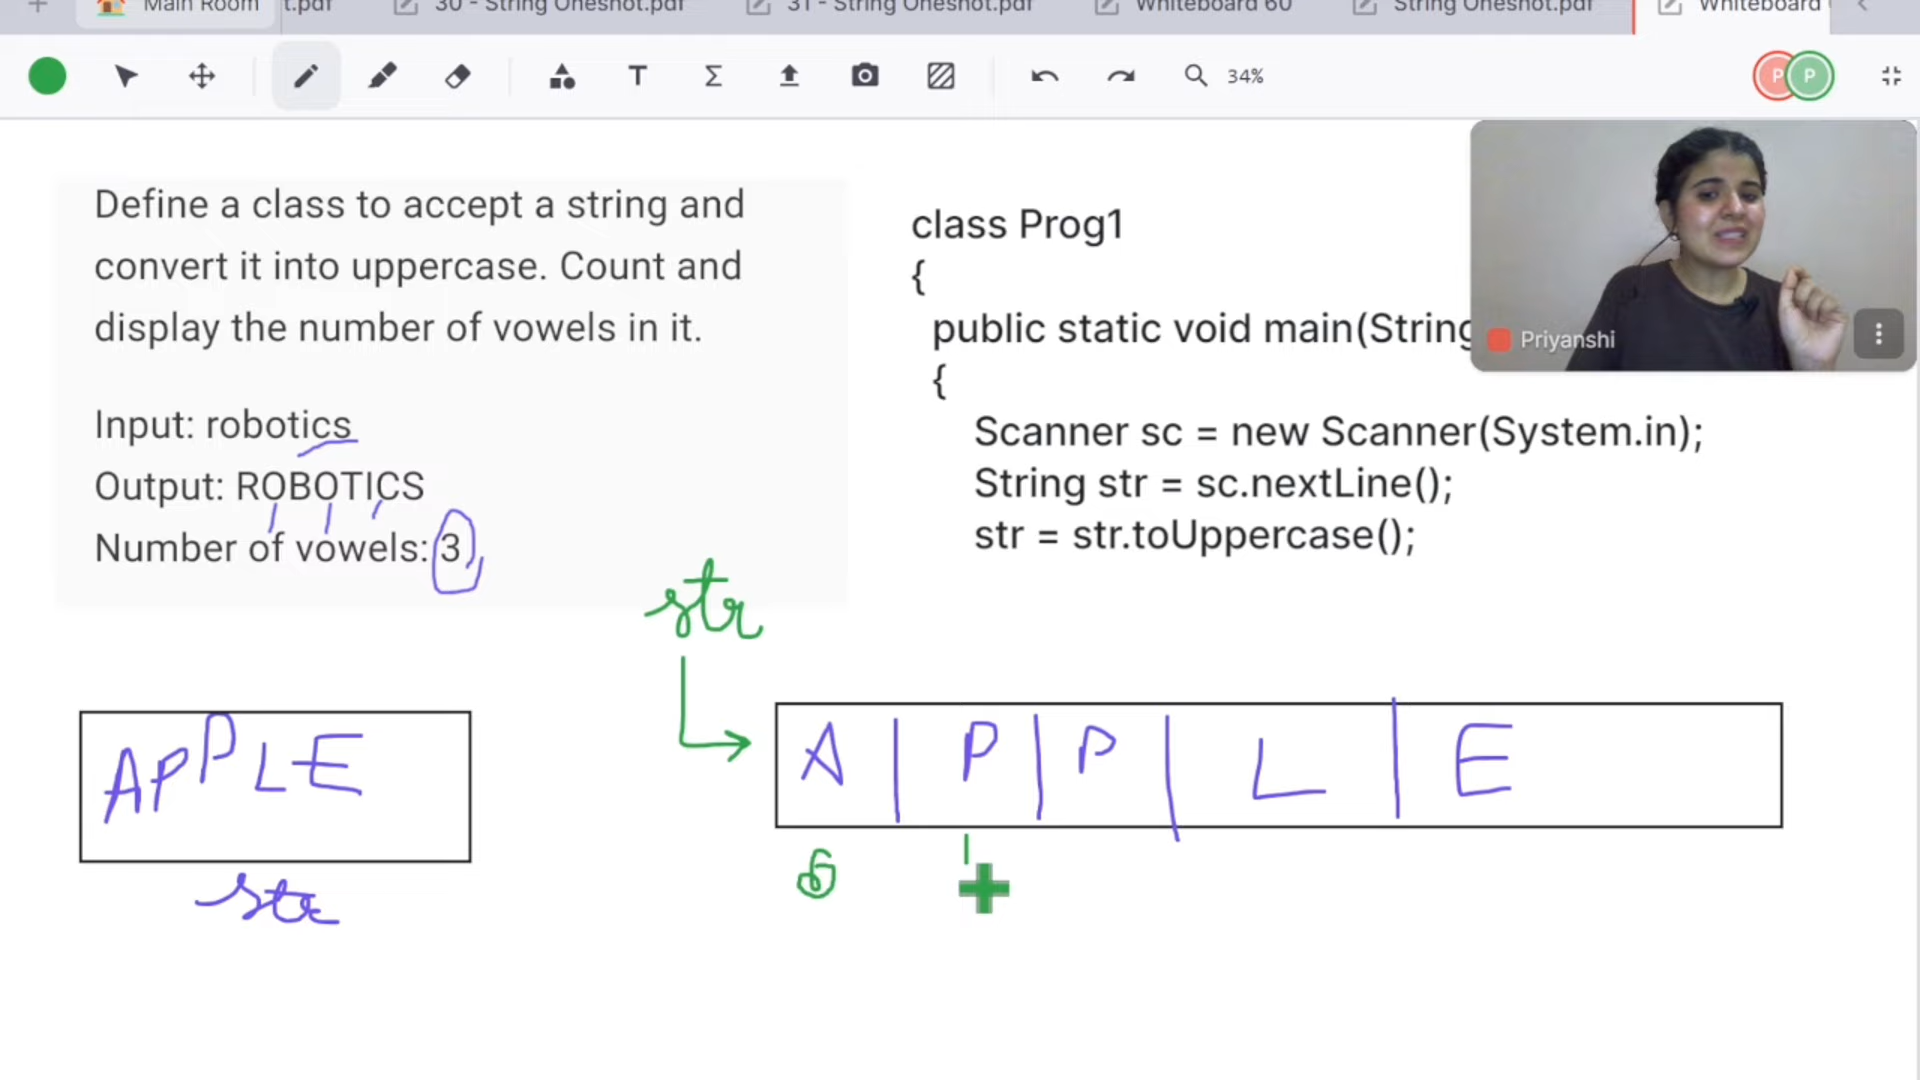 Main Room
t.pdf
30 - String Oneshot.pdf
31 - String Oneshot.pdf
Whiteboard 60
String Oneshot.pdf
Whiteboard
T
Σ
34%
P
P
Define a class to accept a string and
convert it into uppercase. Count and
display the number of vowels in it.
Input: robotics
Output: ROBOTICS
Number of vowels: 3
class Prog1
{
public static void main(String
{
Scanner sc = new Scanner(System.in);
String str = sc.nextLine();
str = str.toUppercase();
Priyanshi
str
APPLE
str
A | P | P | L | E
0 1